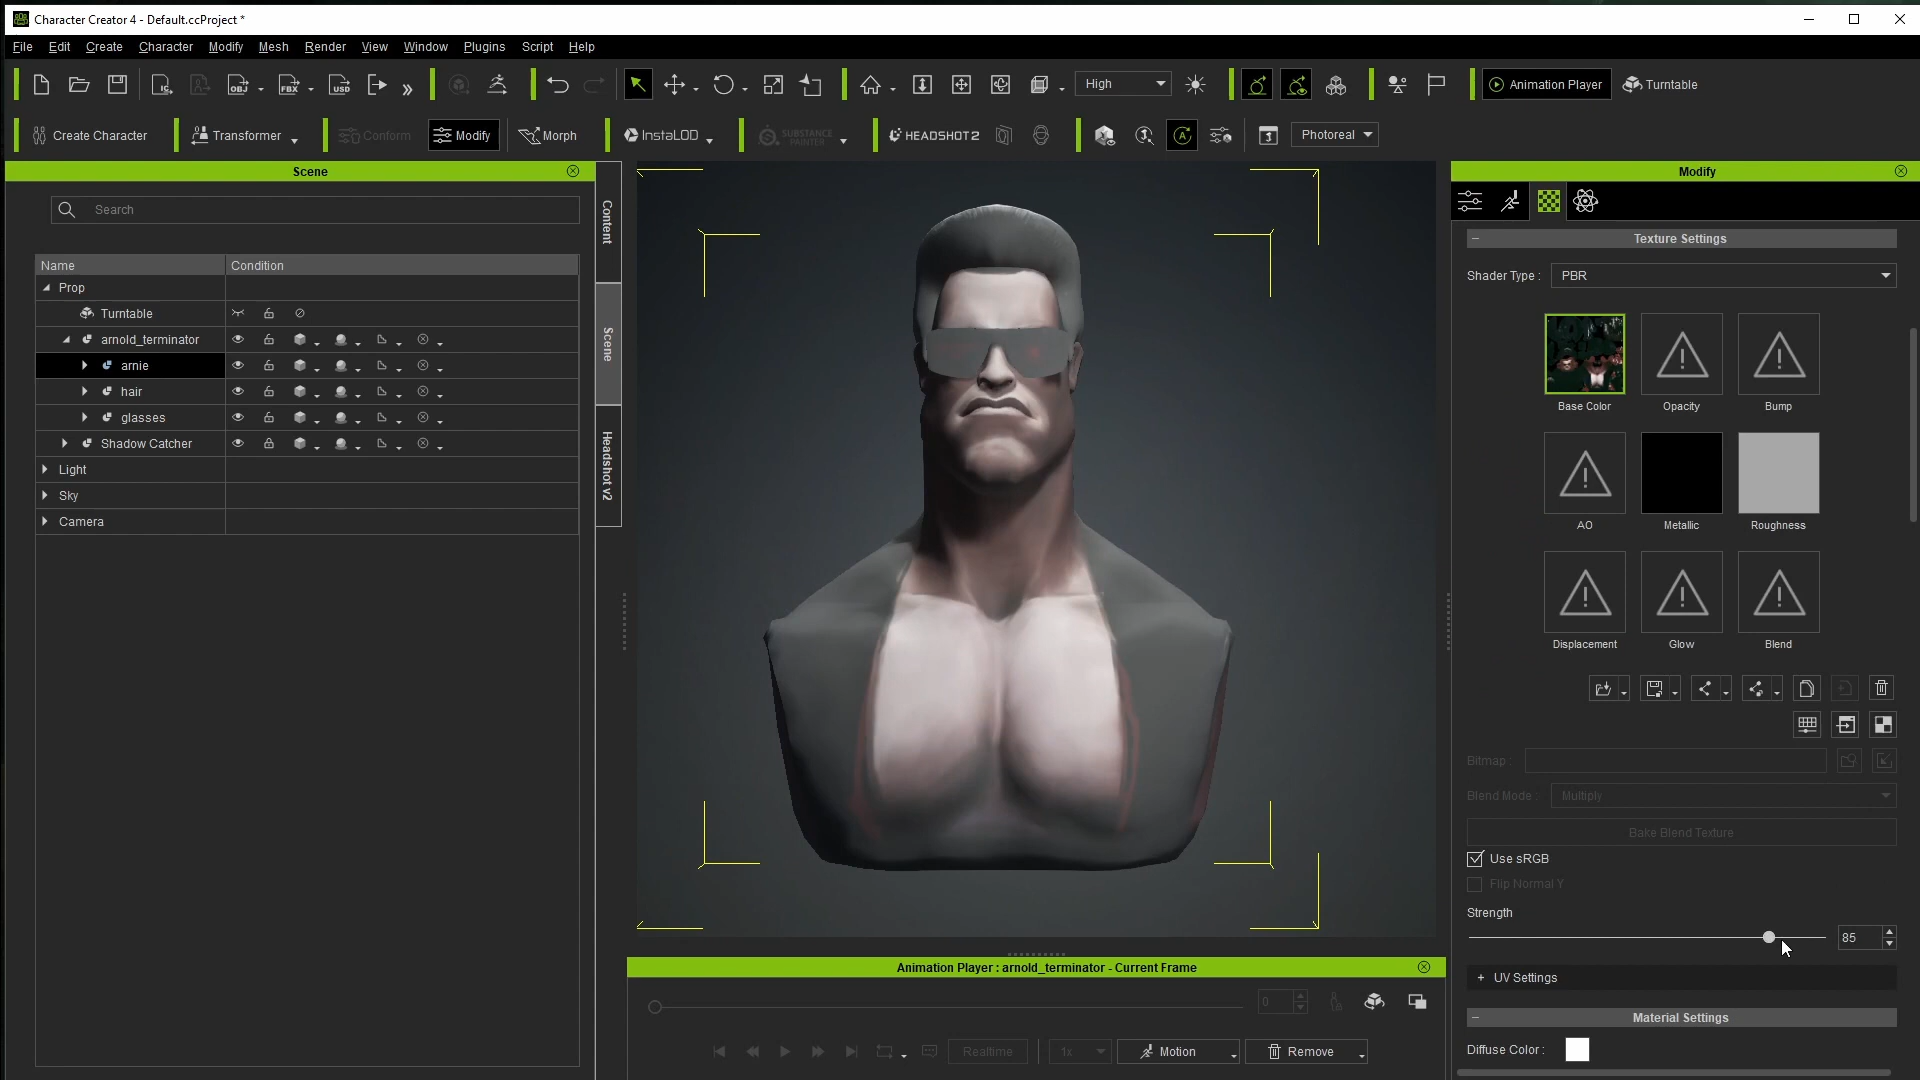 Character Creator 4 - Default.ccProject *
File Edit Create Character Modify Mesh Render View Window Plugins Script Help
High Animation Player Turntable
Create Character Transformer Conform Modify Morph InstaLOD SUBSTANCE PAINTER HEADSHOT 2 Photoreal
Scene
Search
Name Condition
Prop
Turntable
arnold_terminator
arnie
hair
glasses
Shadow Catcher
Light
Sky
Camera
Content
Scene
Headshot v2
Modify
Texture Settings
Shader Type : PBR
Base Color Opacity Bump
AO Metallic Roughness
Displacement Glow Blend
Bitmap :
Blend Mode : Multiply
Bake Blend Texture
Use sRGB
Flip Normal Y
Strength
85
+ UV Settings
Material Settings
Diffuse Color :
Animation Player : arnold_terminator - Current Frame
0
Realtime 1x Motion Remove